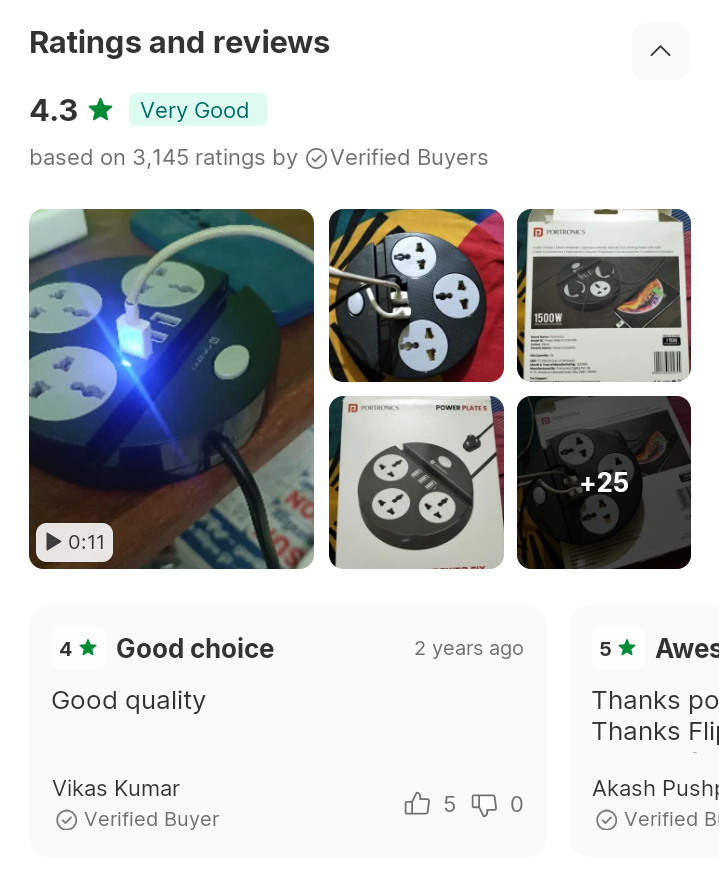 Ratings and reviews
4.3 ★ Very Good
based on 3,145 ratings by Verified Buyers
PORTRONICS
1500W
PORTRONICS
POWER PLATE 5
+25
0:11
4 ★ Good choice
2 years ago
Good quality
Vikas Kumar
Verified Buyer
5
0
5 ★ Awes
Thanks po
Thanks Flip
Akash Pushp
Verified Bu